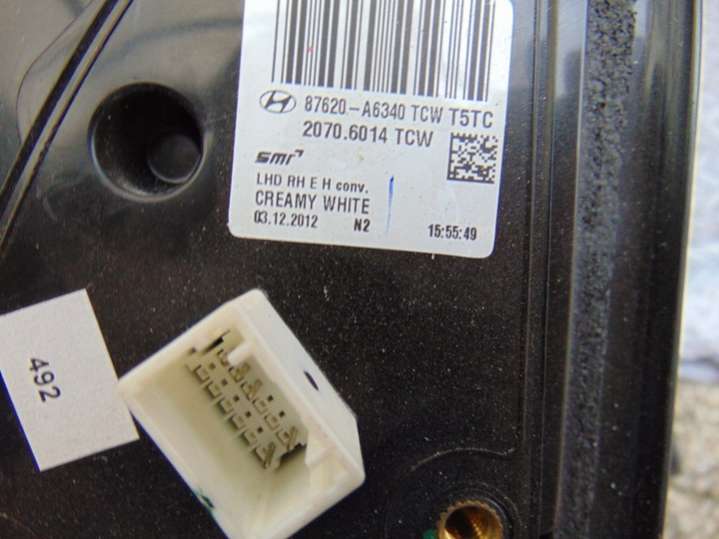 87620-A6340 TCW T5TC
2070.6014 TCW
smr
LHD RH E H conv.
CREAMY WHITE
03.12.2012 N2 15:55:49
492